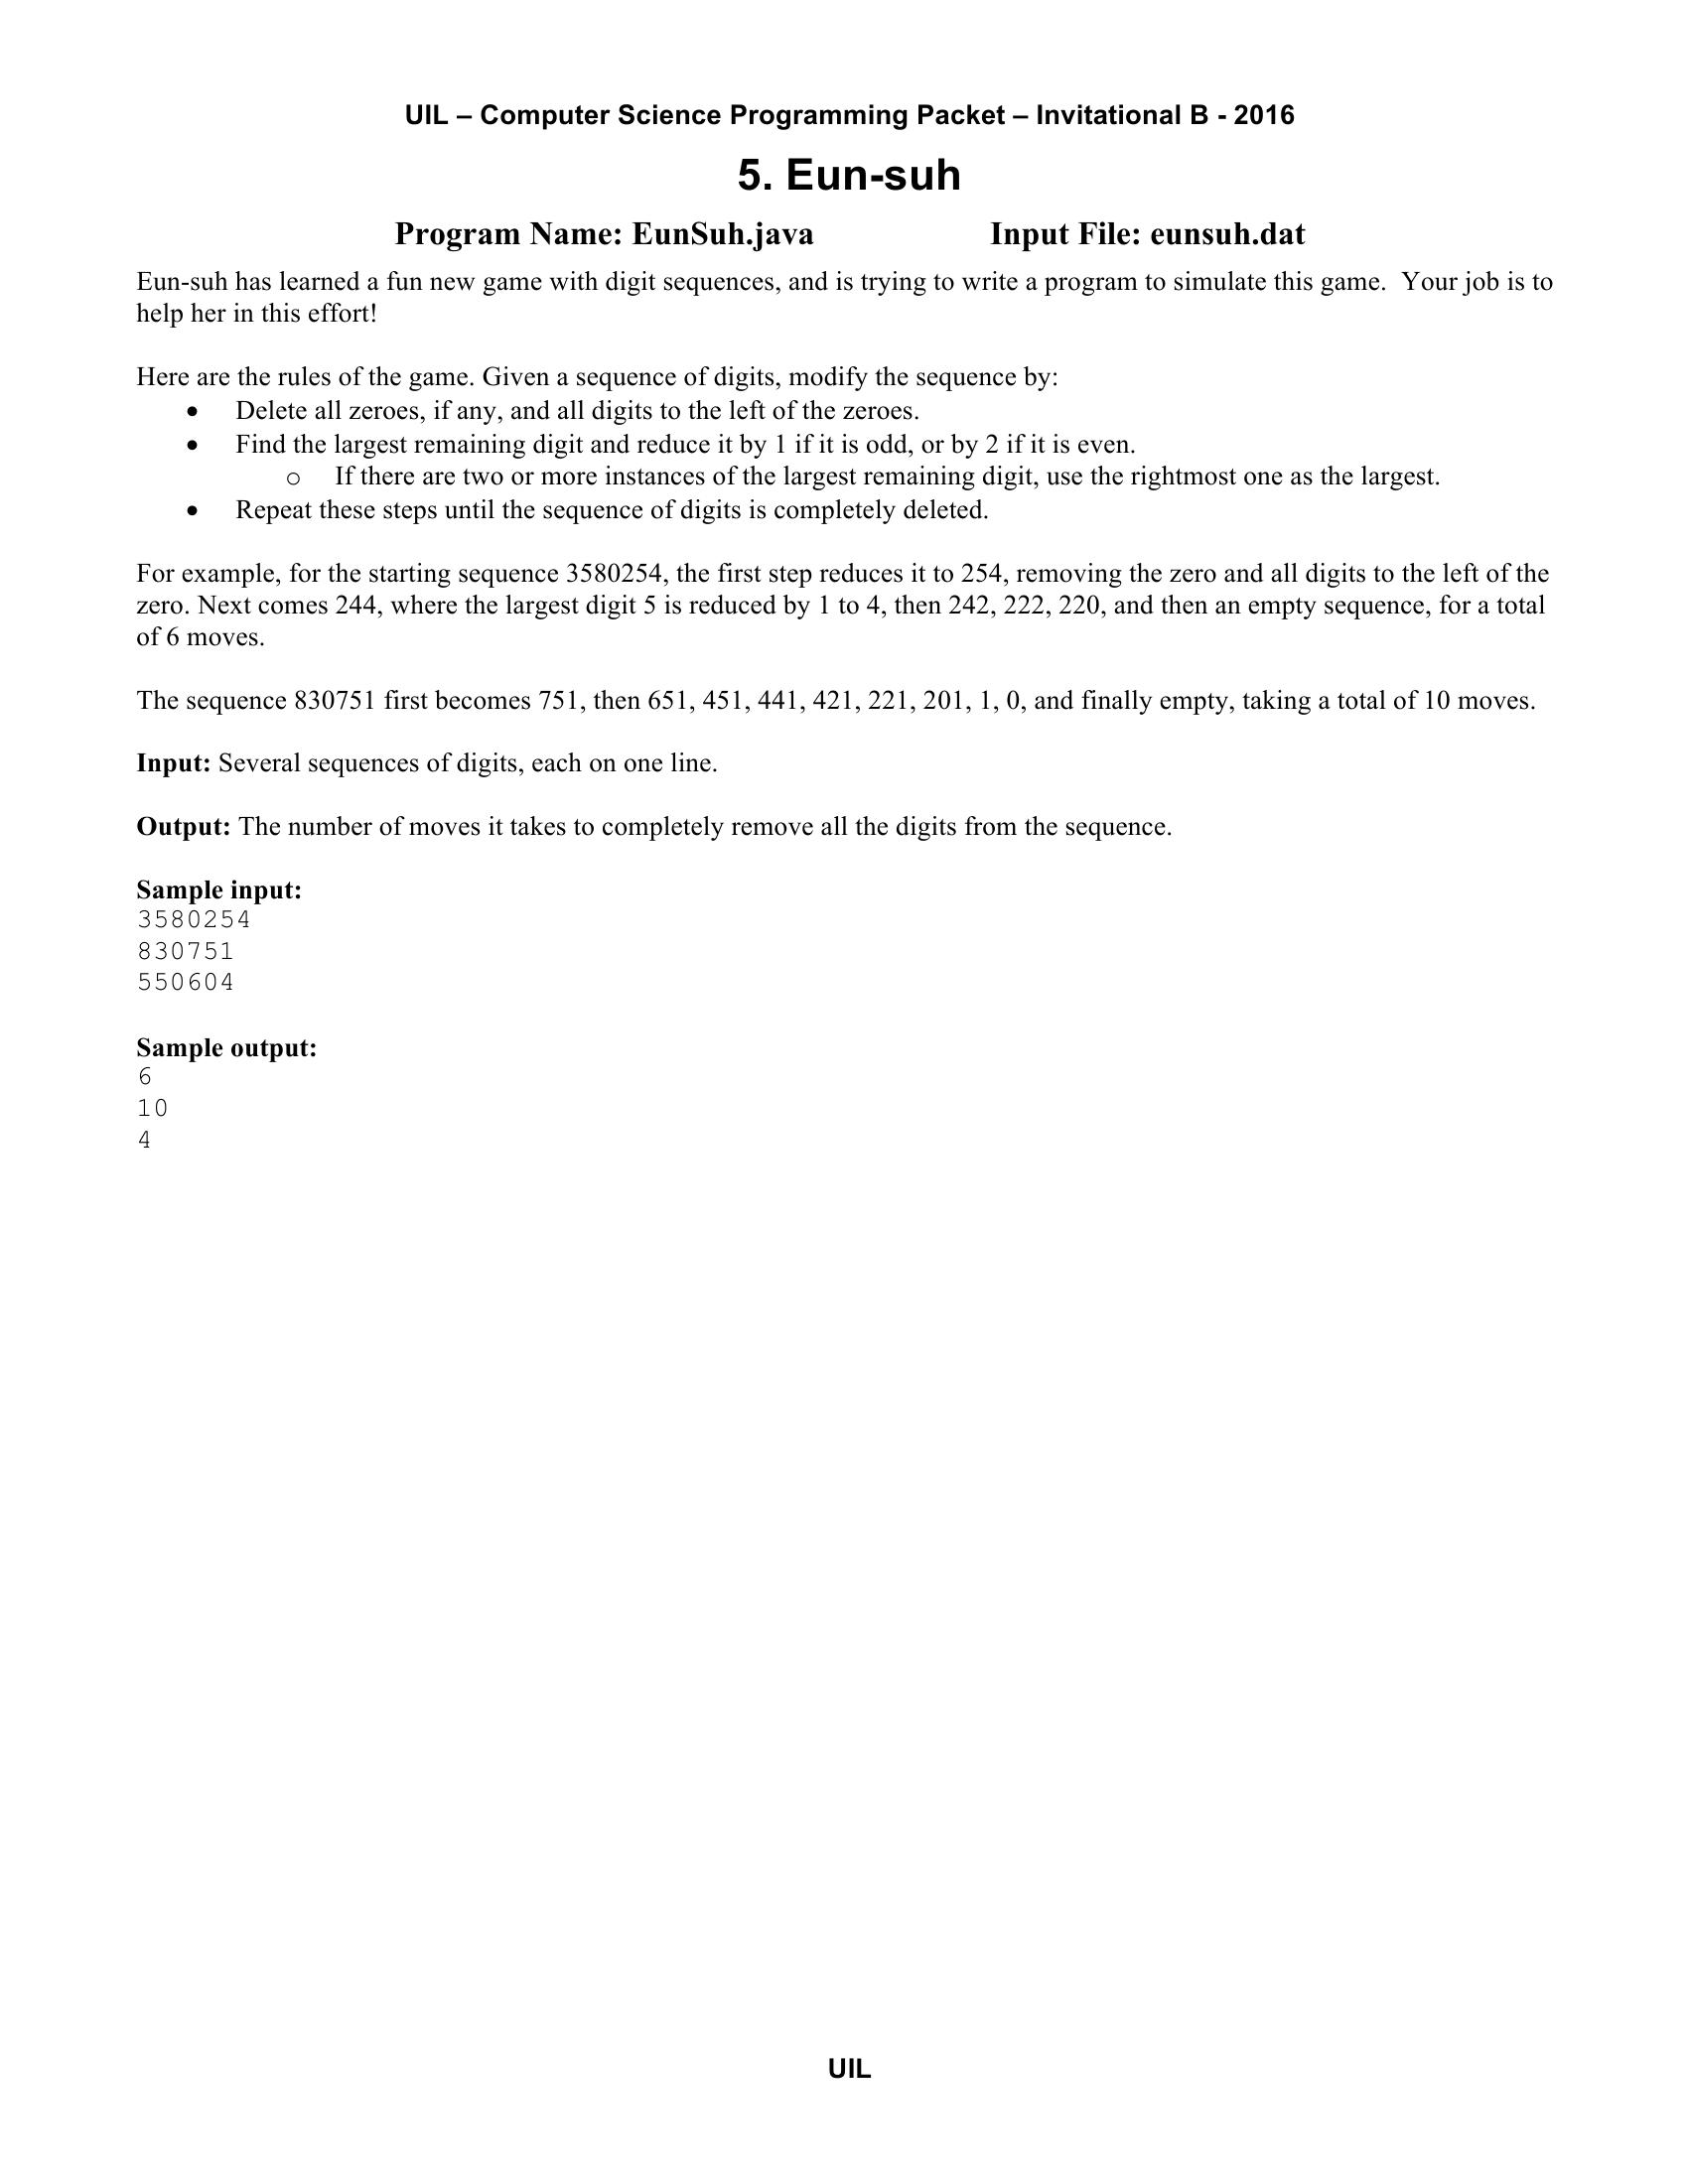 UIL – Computer Science Programming Packet – Invitational B - 2016
5. Eun-suh
Program Name: EunSuh.java Input File: eunsuh.dat
Eun-suh has learned a fun new game with digit sequences, and is trying to write a program to simulate this game. Your job is to
help her in this effort!
Here are the rules of the game. Given a sequence of digits, modify the sequence by:
• Delete all zeroes, if any, and all digits to the left of the zeroes.
• Find the largest remaining digit and reduce it by 1 if it is odd, or by 2 if it is even.
o If there are two or more instances of the largest remaining digit, use the rightmost one as the largest.
• Repeat these steps until the sequence of digits is completely deleted.
For example, for the starting sequence 3580254, the first step reduces it to 254, removing the zero and all digits to the left of the
zero. Next comes 244, where the largest digit 5 is reduced by 1 to 4, then 242, 222, 220, and then an empty sequence, for a total
of 6 moves.
The sequence 830751 first becomes 751, then 651, 451, 441, 421, 221, 201, 1, 0, and finally empty, taking a total of 10 moves.
Input: Several sequences of digits, each on one line.
Output: The number of moves it takes to completely remove all the digits from the sequence.
Sample input:
3580254
830751
550604
Sample output:
6
10
4
UIL